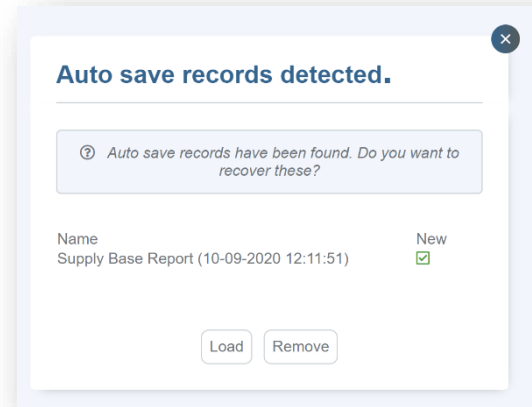 Auto save records detected.
Auto save records have been found. Do you want to
recover these?
Name New
Supply Base Report (10-09-2020 12:11:51)
Load Remove